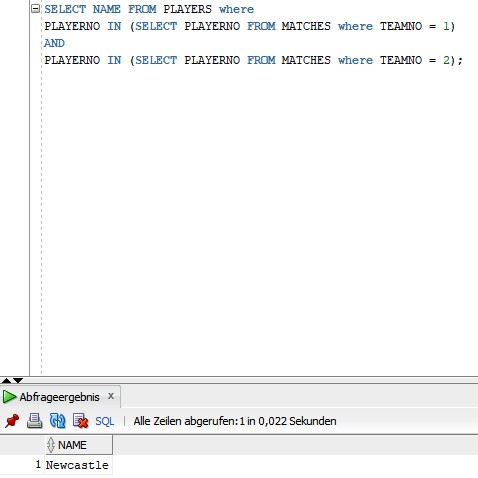 SELECT NAME FROM PLAYERS where
PLAYERNO IN (SELECT PLAYERNO FROM MATCHES where TEAMNO = 1)
AND
PLAYERNO IN (SELECT PLAYERNO FROM MATCHES where TEAMNO = 2);
Abfrageergebnis x
SQL | Alle Zeilen abgerufen:1 in 0,022 Sekunden
NAME
1 Newcastle